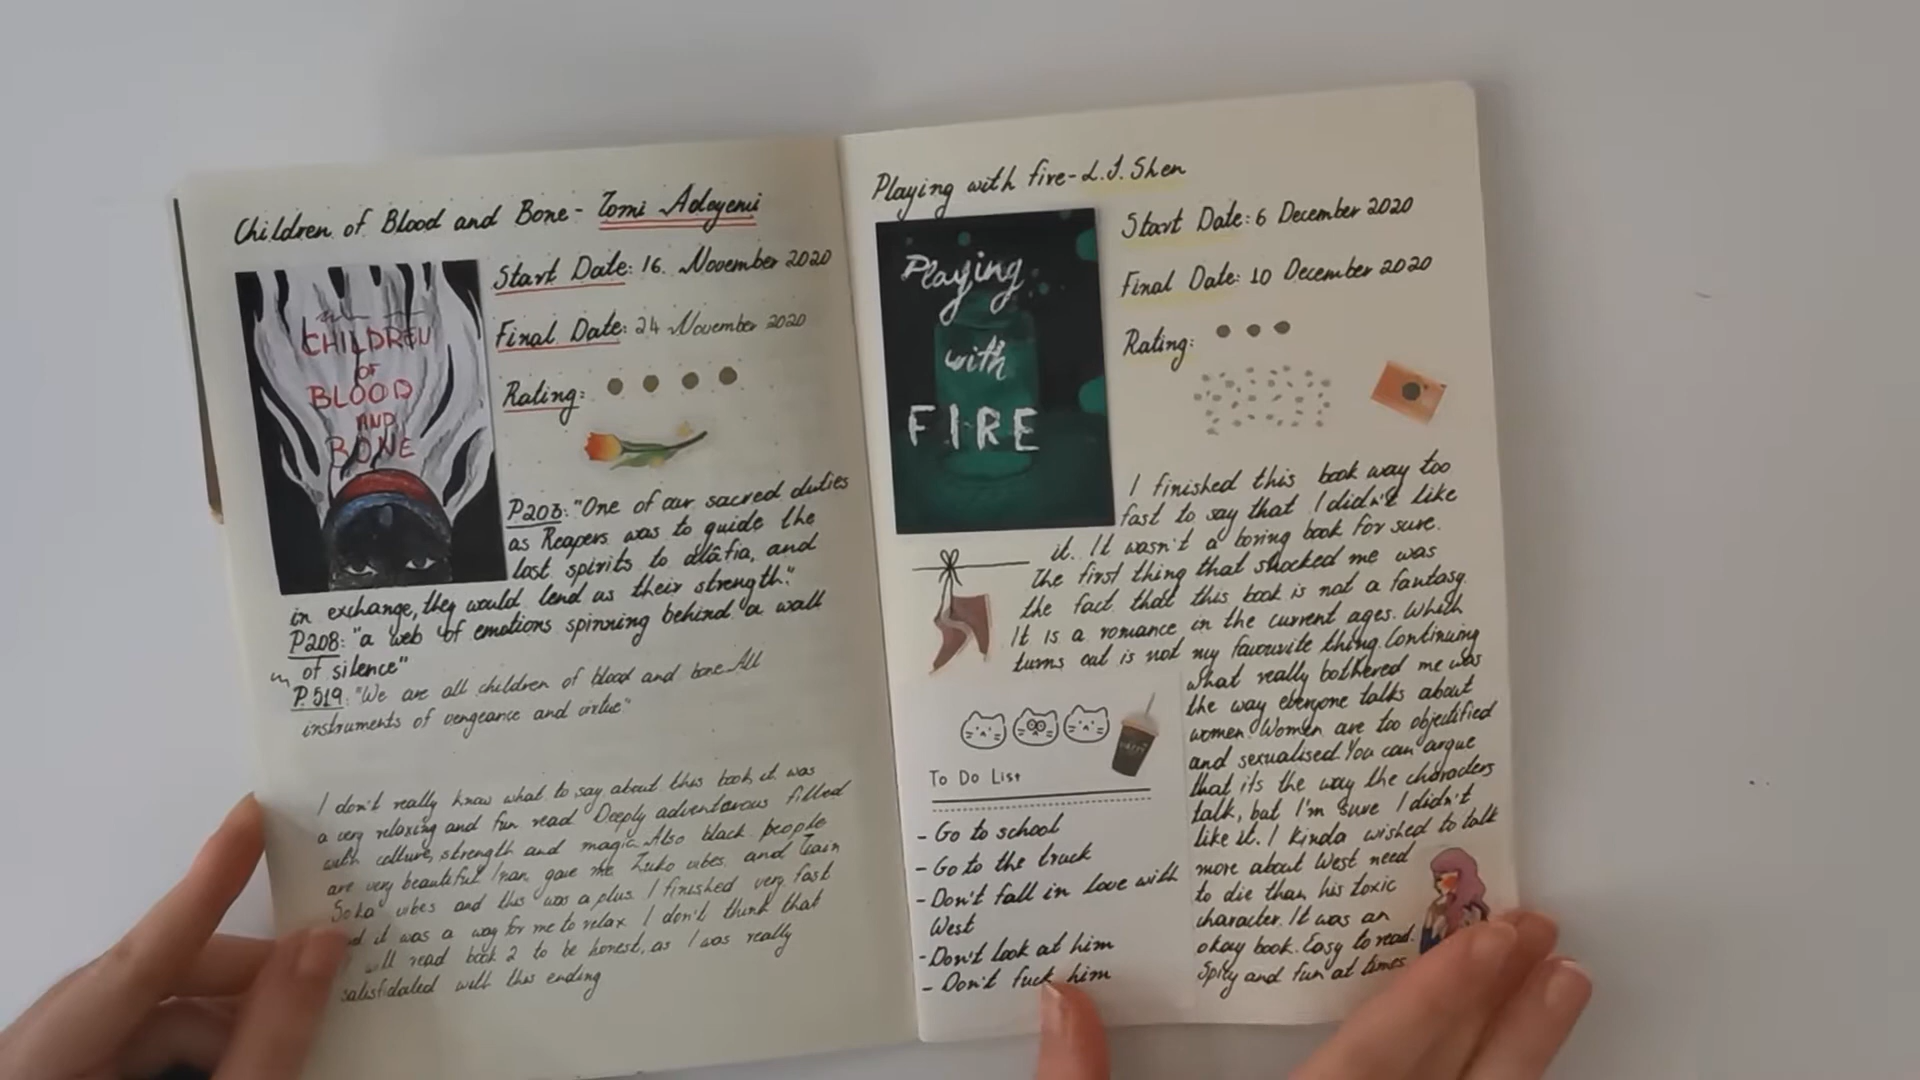 Children of Blood and Bone - Tomi Adeyemi
CHILDREN
OF
BLOOD
AND
BONE
Start Date: 16. November 2020
Final Date: 24 November 2020
Rating:
P203: "One of our sacred duties
as Reapers was to guide the
lost spirits to alâfia, and
in exchange, they would lend us their strength."
P208: "a web of emotions spinning behind a wall
of silence"
P.519: "We are all children of blood and bone. All
instruments of vengeance and virtue"
I don't really know what to say about this book it was
a very relaxing and fun read Deeply adventurous filled
with culture, strength and magic. Also black people
are very beautiful Inan gave me Zuko vibes and
Soka vibes and this was a plus. I finished very fast
it was a way for me to relax. I don't think that
I will read book 2 to be honest, as I was really
with this ending
Playing with fire - L.J. Shen
Playing
with
FIRE
Start Date: 6 December 2020
Final Date: 10 December 2020
Rating:
I finished this book way too
fast to say that I didn't like
it. It wasn't a boring book for sure.
The first thing that shocked me was
the fact that this book is not a fantasy.
It is a romance in the current ages. Which
turns out is not my favourite thing. Continuing
what really bothered me was
the way everyone talks about
women. Women are too objectified
and sexualised. You can argue
that its the way the characters
talk, but I'm sure I didn't
like it. I kinda wished to talk
more about West need
to die than his toxic
character. It was an
okay book. Easy to read.
Spicy and fun at times.
To Do List
- Go to school
- Go to the truck
- Don't fall in love with
West
- Don't look at him
- Don't fuck him